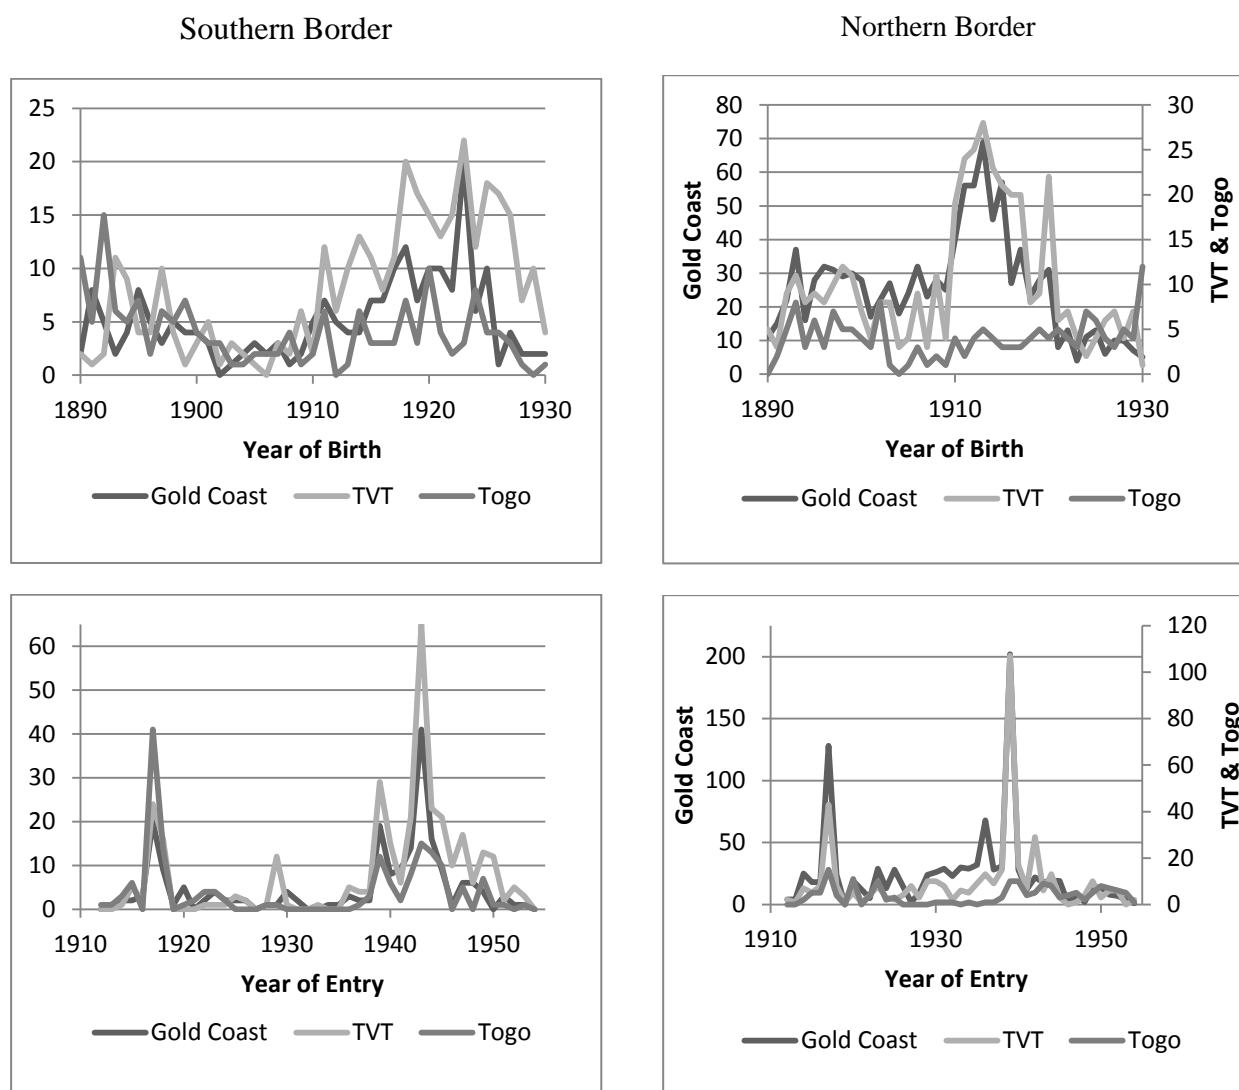 Southern Border
Northern Border
25
20
15
10
5
0
1890 1900 1910 1920 1930
Year of Birth
Gold Coast TVT Togo
Gold Coast
80
70
60
50
40
30
20
10
0
30
25
20
15
10
5
0
TVT & Togo
1890 1910 1930
Year of Birth
Gold Coast TVT Togo
60
50
40
30
20
10
0
1910 1920 1930 1940 1950
Year of Entry
Gold Coast TVT Togo
Gold Coast
200
150
100
50
0
120
100
80
60
40
20
0
TVT & Togo
1910 1930 1950
Year of Entry
Gold Coast TVT Togo